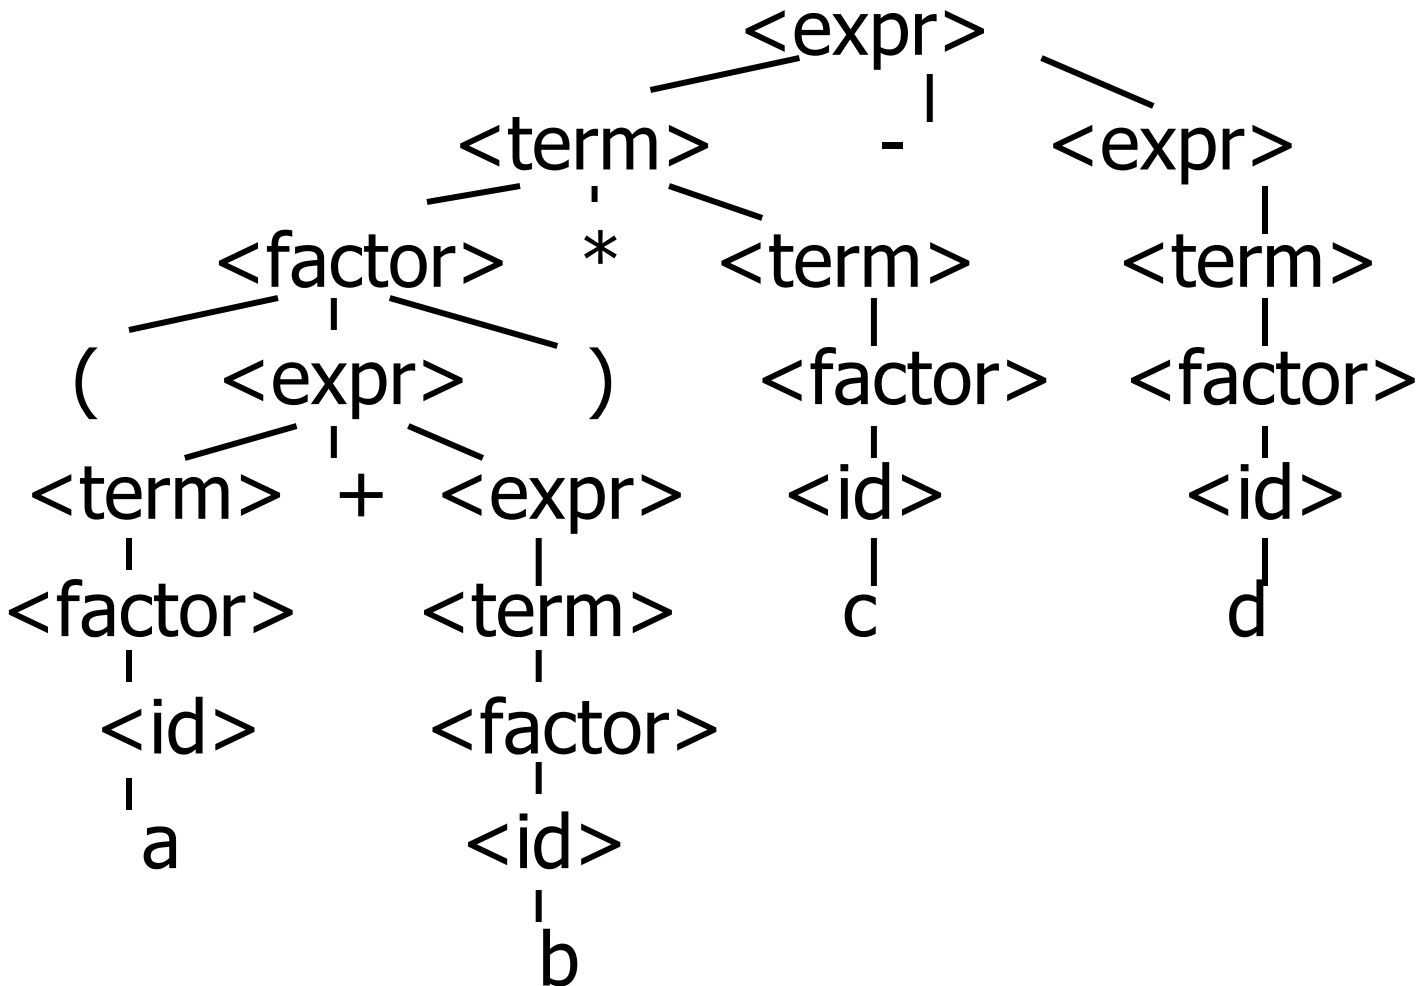 <expr>
<term> - <expr>
<factor> * <term> <term>
( <expr> ) <factor> <factor>
<term> + <expr> <id> <id>
<factor> <term> c d
<id> <factor>
a <id>
b